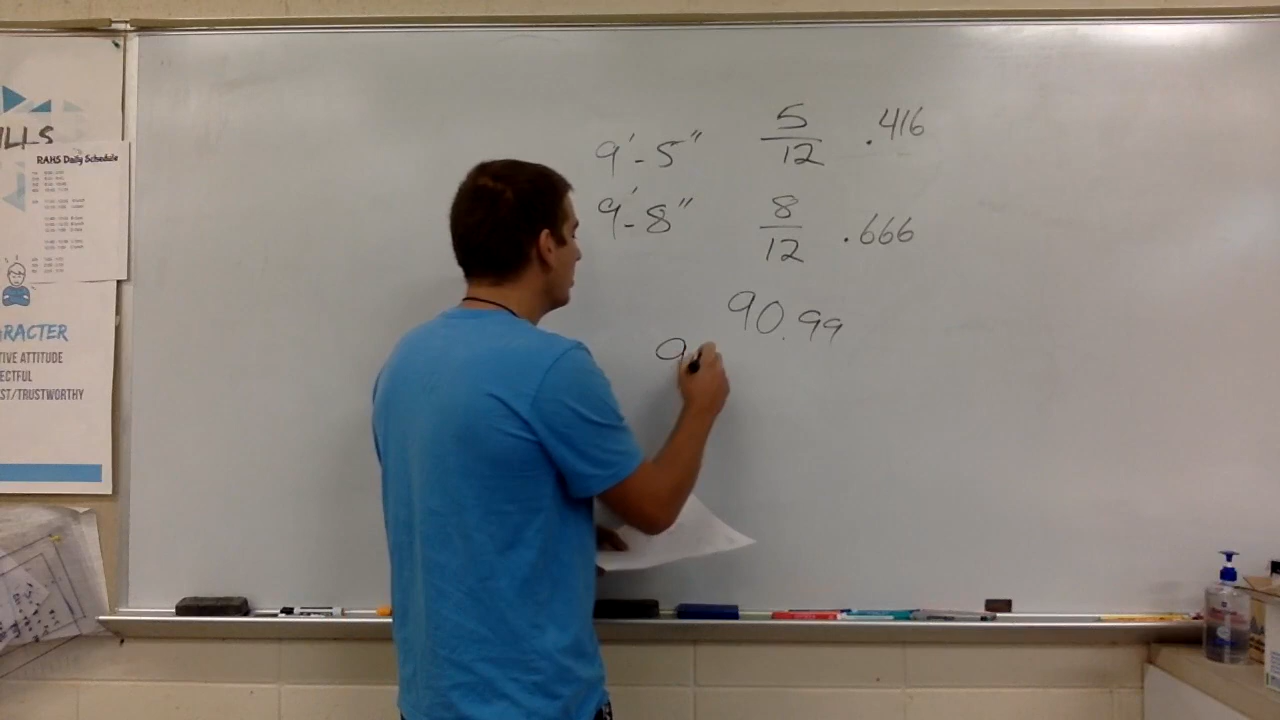 ILLS
RAHS Daily Schedule
RACTER
TIVE ATTITUDE
ECTFUL
ST/TRUSTWORTHY
9'-5" 5/12 .416
9'-8" 8/12 .666
90.99
9